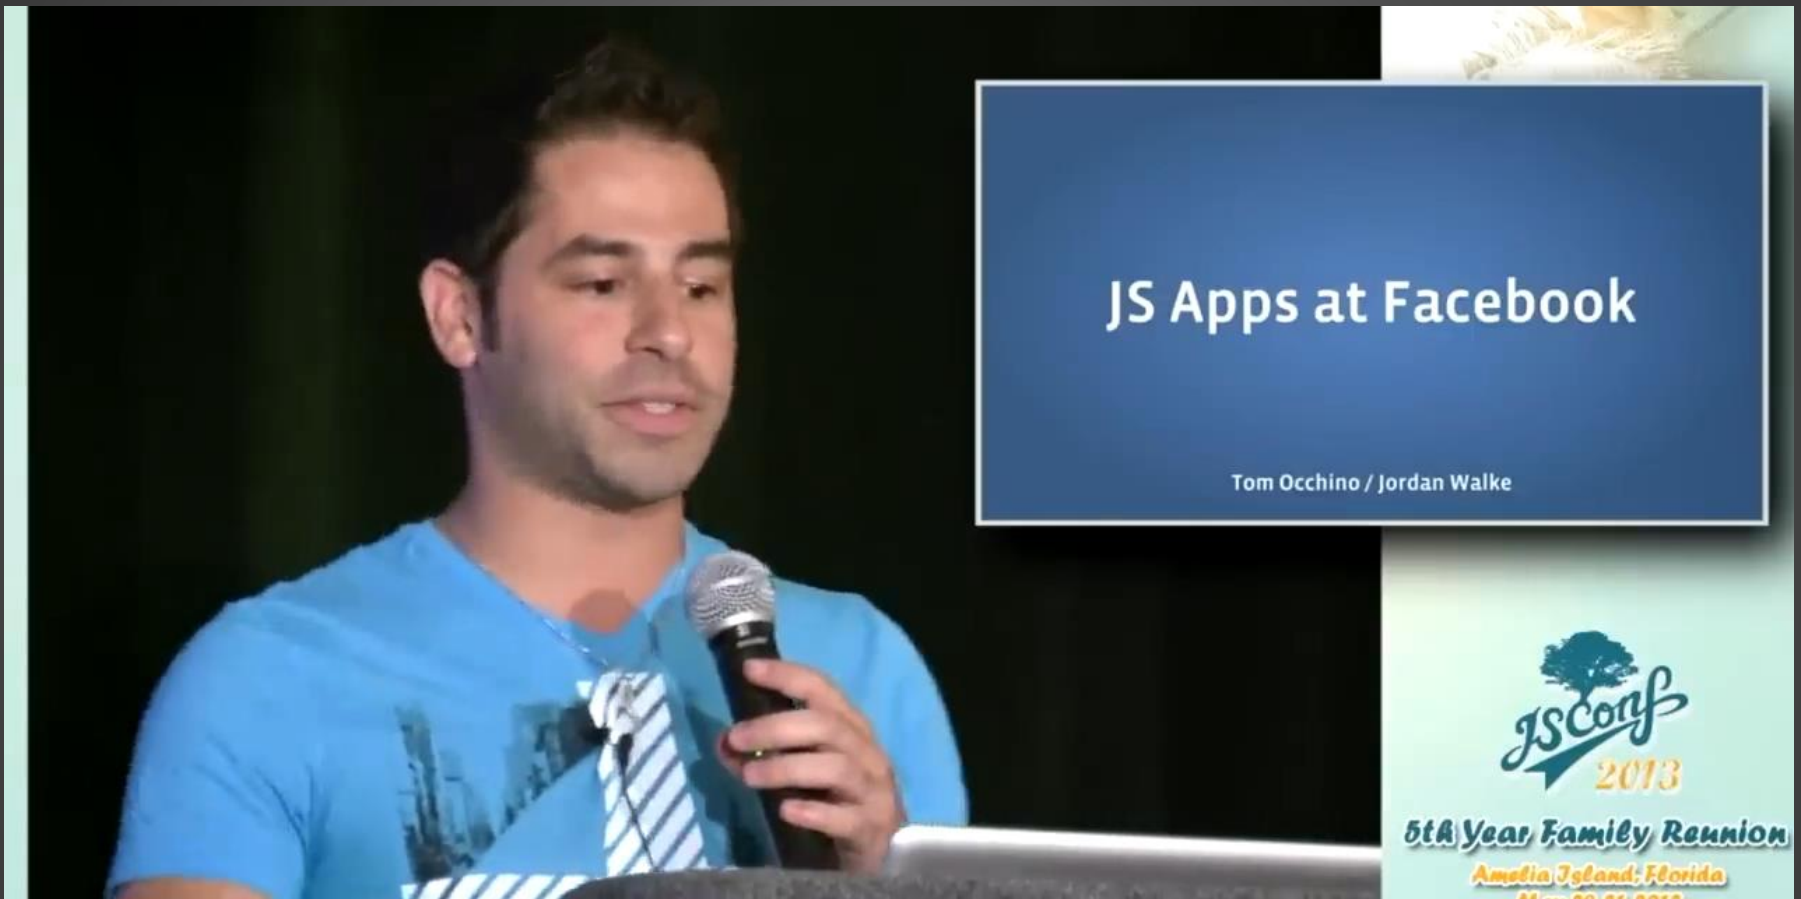 JS Apps at Facebook
Tom Occhino / Jordan Walke
JSConf
2013
5th Year Family Reunion
Amelia Island, Florida